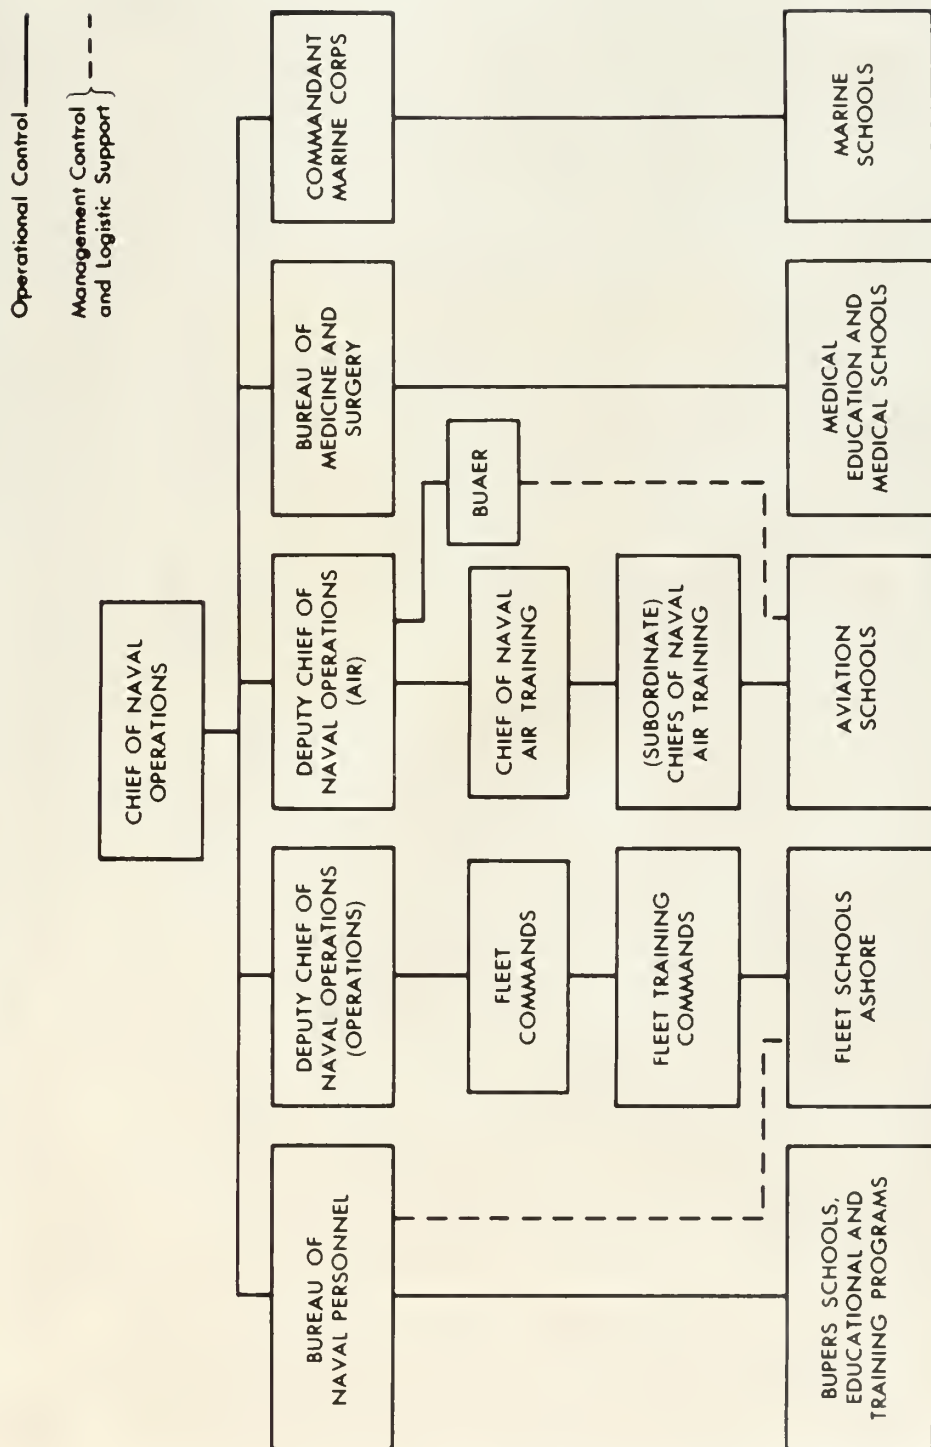 Operational Control
Management Control
and Logistic Support
CHIEF OF NAVAL
OPERATIONS
BUREAU OF
NAVAL PERSONNEL
DEPUTY CHIEF OF
NAVAL OPERATIONS
(OPERATIONS)
DEPUTY CHIEF OF
NAVAL OPERATIONS
(AIR)
BUREAU OF
MEDICINE AND
SURGERY
COMMANDANT
MARINE CORPS
BUAER
FLEET
COMMANDS
CHIEF OF NAVAL
AIR TRAINING
FLEET TRAINING
COMMANDS
(SUBORDINATE)
CHIEFS OF NAVAL
AIR TRAINING
BUPERS SCHOOLS,
EDUCATIONAL AND
TRAINING PROGRAMS
FLEET SCHOOLS
ASHORE
AVIATION
SCHOOLS
MEDICAL
EDUCATION AND
MEDICAL SCHOOLS
MARINE
SCHOOLS